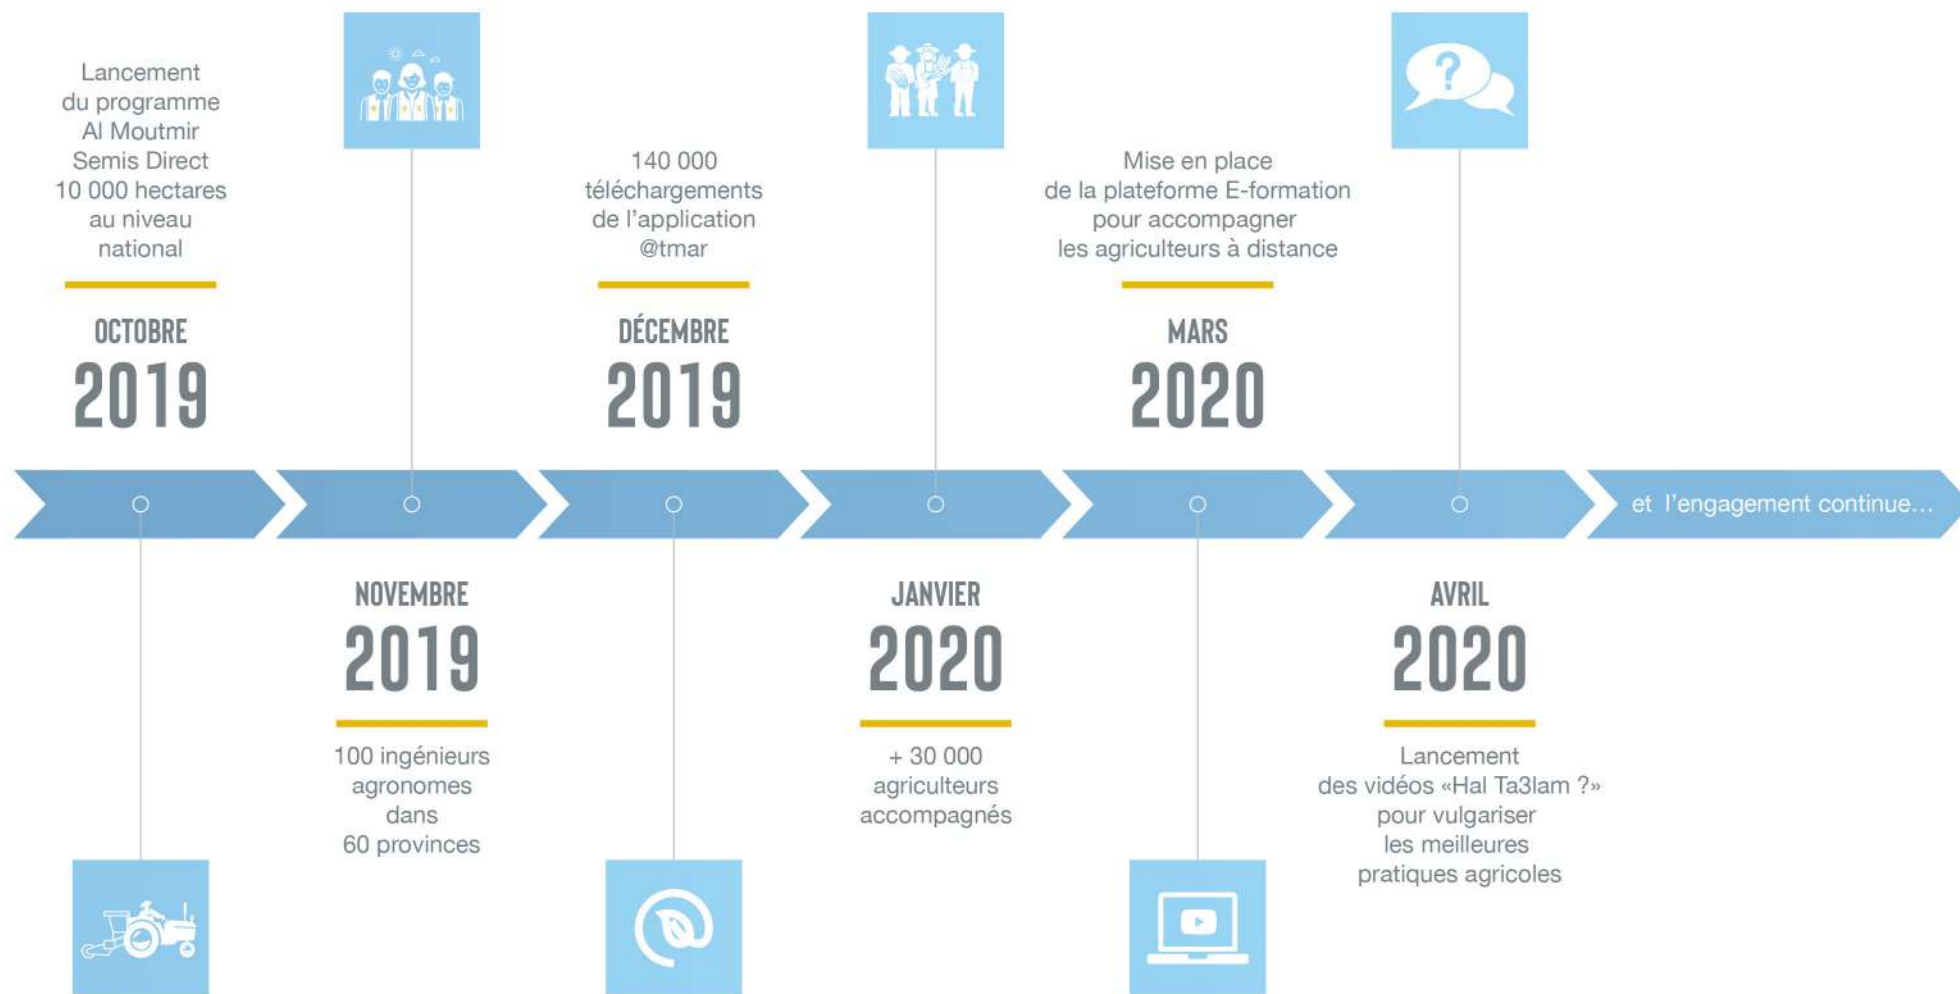 Lancement
du programme
Al Moutmir
Semis Direct
10 000 hectares
au niveau
national
OCTOBRE
2019
NOVEMBRE
2019
100 ingénieurs
agronomes
dans
60 provinces
140 000
téléchargements
de l’application
@tmar
DÉCEMBRE
2019
JANVIER
2020
+ 30 000
agriculteurs
accompagnés
Mise en place
de la plateforme E-formation
pour accompagner
les agriculteurs à distance
MARS
2020
?
AVRIL
2020
Lancement
des vidéos «Hal Ta3lam ?»
pour vulgariser
les meilleures
pratiques agricoles
et l’engagement continue...